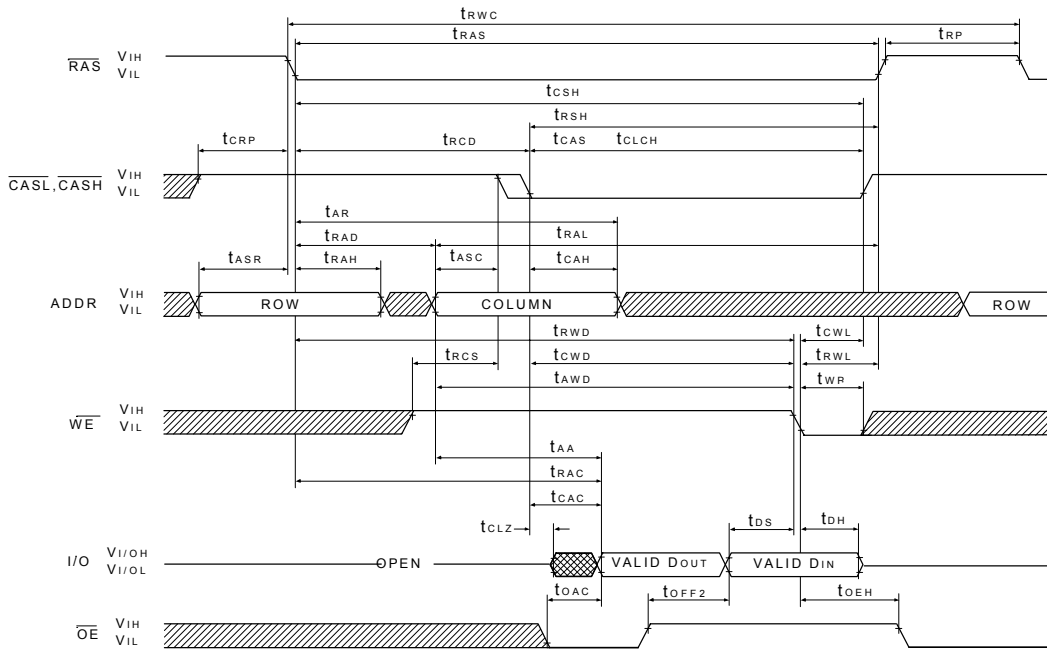 tRWC
tRAS
tRP
RAS VIH
VIL
tCSH
tRSH
tCRP tRCD tCAS tCLCH
CASL,CASH VIH
VIL
tAR
tRAD tRAL
tASR tRAH tASC tCAH
ADDR VIH
VIL
ROW COLUMN ROW
tRWD tCWL
tRCS tCWD tRWL
tAWD tWP
WE VIH
VIL
tAA
tRAC
tCAC
tCLZ tDS tDH
I/O VI/OH
VI/OL
OPEN VALID DOUT VALID DIN
tOAC tOFF2 tOEH
OE VIH
VIL